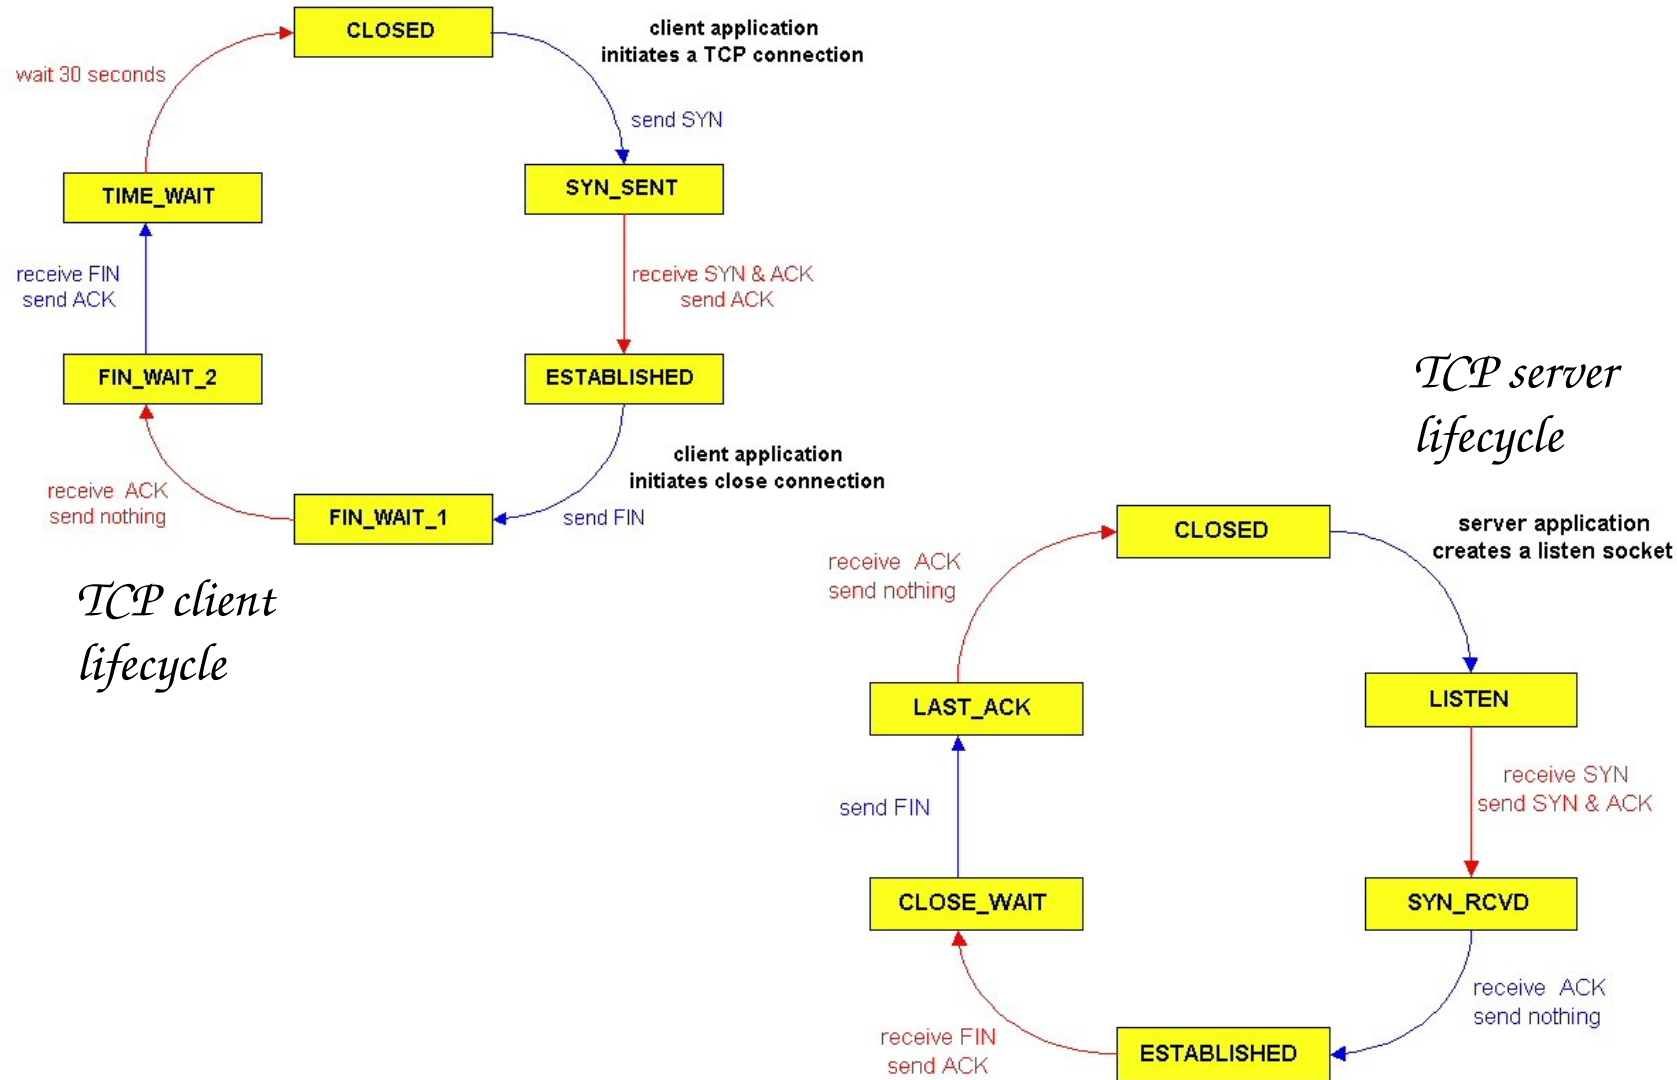 CLOSED
client application
initiates a TCP connection
wait 30 seconds
send SYN
TIME_WAIT
SYN_SENT
receive FIN
send ACK
receive SYN & ACK
send ACK
FIN_WAIT_2
ESTABLISHED
client application
initiates close connection
receive ACK
send nothing
FIN_WAIT_1
send FIN
TCP client
lifecycle
TCP server
lifecycle
CLOSED
server application
creates a listen socket
receive ACK
send nothing
LAST_ACK
LISTEN
send FIN
receive SYN
send SYN & ACK
CLOSE_WAIT
SYN_RCVD
receive ACK
send nothing
receive FIN
send ACK
ESTABLISHED